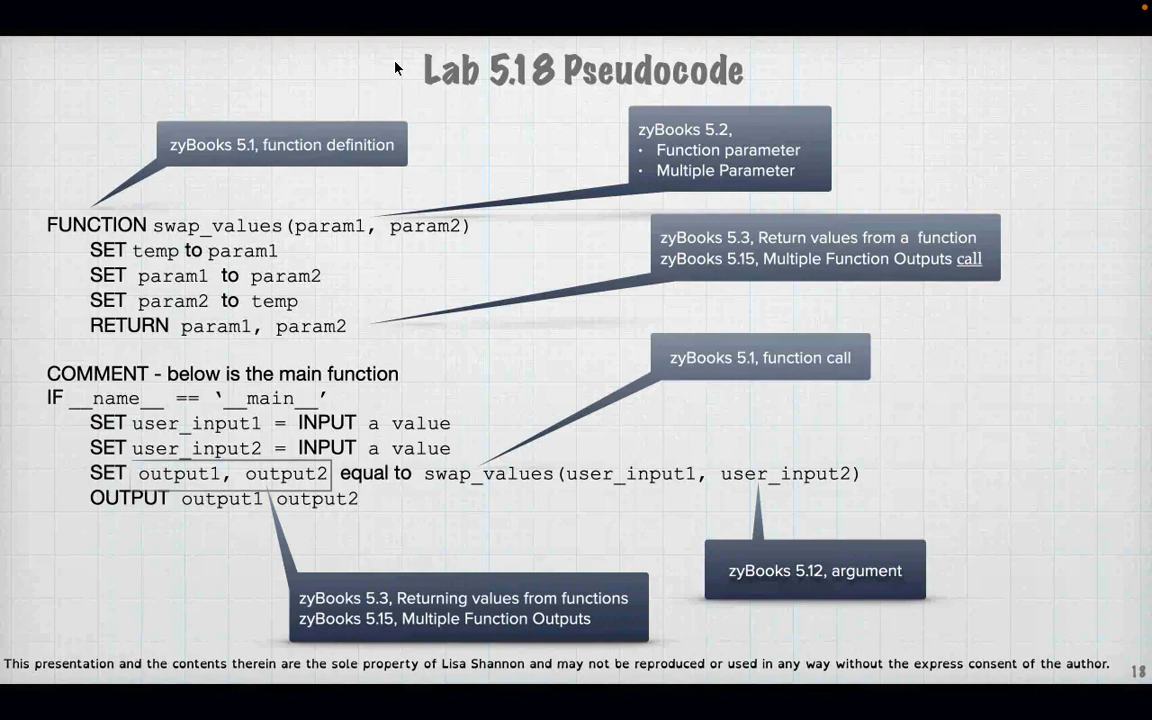 Lab 5.18 Pseudocode
zyBooks 5.1, function definition
zyBooks 5.2,
• Function parameter
• Multiple Parameter
FUNCTION swap_values(param1, param2)
SET temp to param1
SET param1 to param2
SET param2 to temp
RETURN param1, param2
zyBooks 5.3, Return values from a function
zyBooks 5.15, Multiple Function Outputs call
zyBooks 5.1, function call
COMMENT - below is the main function
IF __name__ == ‘__main__’
SET user_input1 = INPUT a value
SET user_input2 = INPUT a value
SET output1, output2 equal to swap_values(user_input1, user_input2)
OUTPUT output1 output2
zyBooks 5.12, argument
zyBooks 5.3, Returning values from functions
zyBooks 5.15, Multiple Function Outputs
This presentation and the contents therein are the sole property of Lisa Shannon and may not be reproduced or used in any way without the express consent of the author.
18